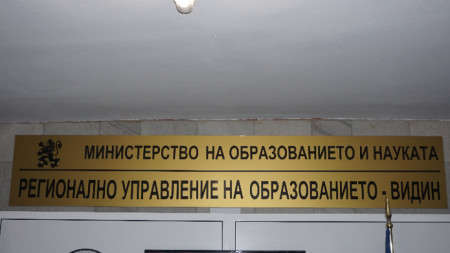 МИНИСТЕРСТВО НА ОБРАЗОВАНИЕТО И НАУКАТА
РЕГИОНАЛНО УПРАВЛЕНИЕ НА ОБРАЗОВАНИЕТО - ВИДИН